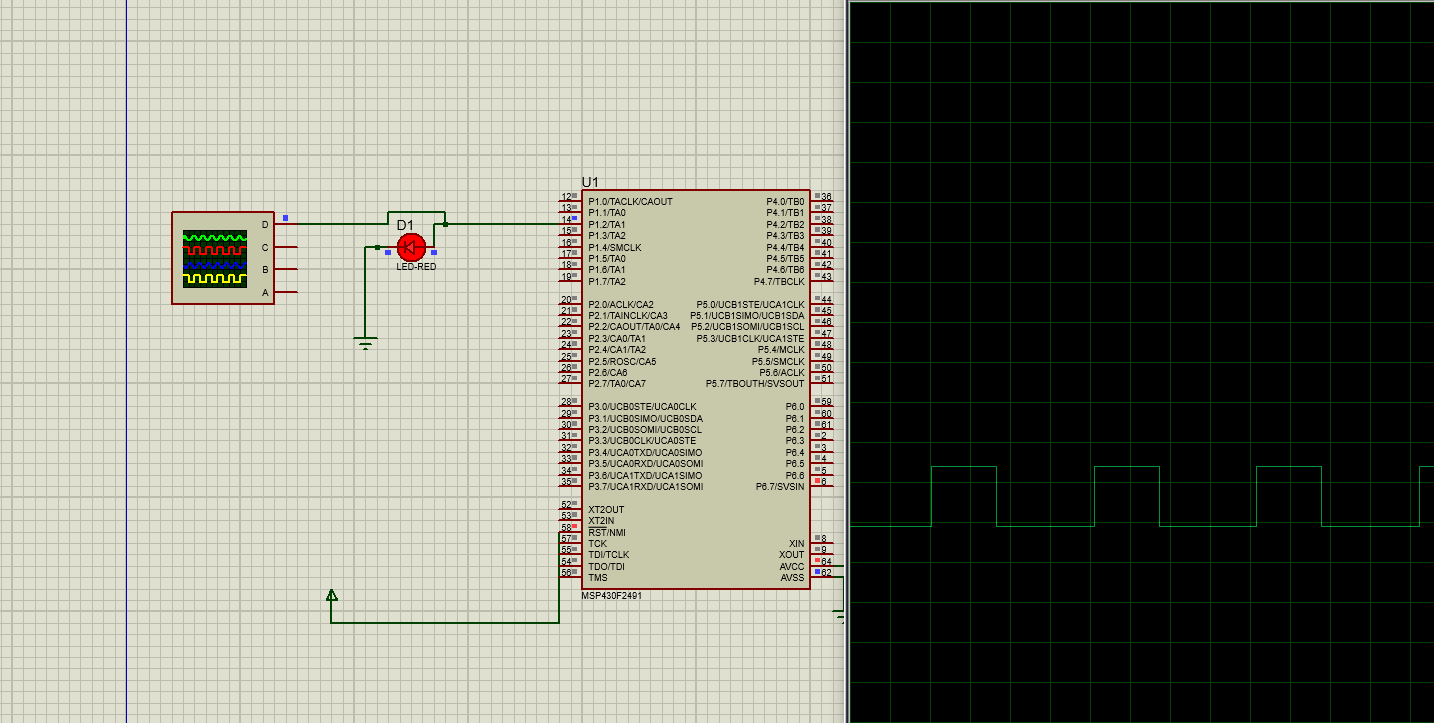 D
C
B
A
D1
LED-RED
U1
12 P1.0/TACLK/CAOUT P4.0/TB0 36
13 P1.1/TA0 P4.1/TB1 37
14 P1.2/TA1 P4.2/TB2 38
15 P1.3/TA2 P4.3/TB3 39
16 P1.4/SMCLK P4.4/TB4 40
17 P1.5/TA0 P4.5/TB5 41
18 P1.6/TA1 P4.6/TB6 42
19 P1.7/TA2 P4.7/TBCLK 43
20 P2.0/ACLK/CA2 P5.0/UCB1STE/UCA1CLK 44
21 P2.1/TAINCLK/CA3 P5.1/UCB1SIMO/UCB1SDA 45
22 P2.2/CAOUT/TA0/CA4 P5.2/UCB1SOMI/UCB1SCL 46
23 P2.3/CA0/TA1 P5.3/UCB1CLK/UCA1STE 47
24 P2.4/CA1/TA2 P5.4/MCLK 48
25 P2.5/ROSC/CA5 P5.5/SMCLK 49
26 P2.6/CA6 P5.6/ACLK 50
27 P2.7/TA0/CA7 P5.7/TBOUTH/SVSOUT 51
28 P3.0/UCB0STE/UCA0CLK P6.0 59
29 P3.1/UCB0SIMO/UCB0SDA P6.1 60
30 P3.2/UCB0SOMI/UCB0SCL P6.2 61
31 P3.3/UCB0CLK/UCA0STE P6.3 2
32 P3.4/UCA0TXD/UCA0SIMO P6.4 3
33 P3.5/UCA0RXD/UCA0SOMI P6.5 4
34 P3.6/UCA1TXD/UCA1SIMO P6.6 5
35 P3.7/UCA1RXD/UCA1SOMI P6.7/SVSIN 6
52 XT2OUT
53 XT2IN
58 RST/NMI
57 TCK XIN 8
55 TDI/TCLK XOUT 9
54 TDO/TDI AVCC 64
56 TMS AVSS 62
MSP430F2491